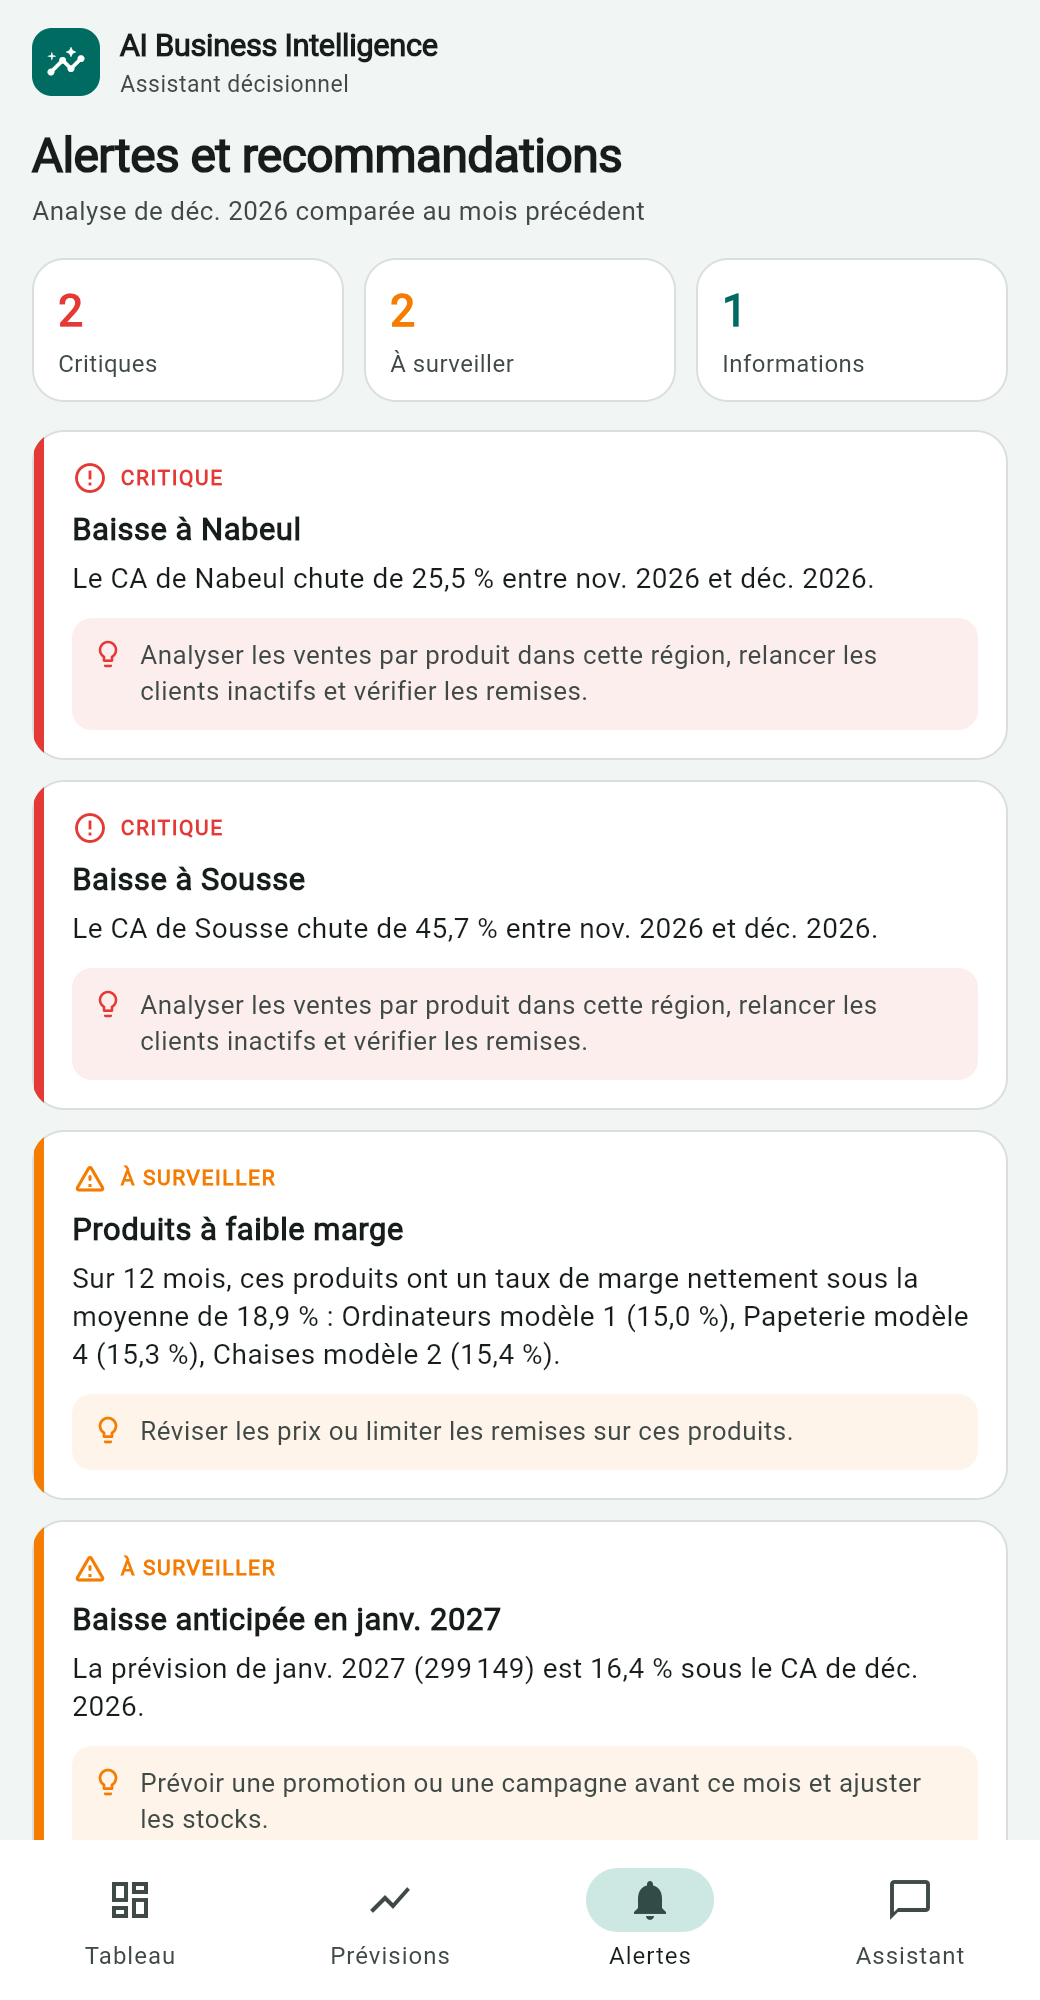 AI Business Intelligence
Assistant décisionnel
Alertes et recommandations
Analyse de déc. 2026 comparée au mois précédent
2
Critiques
2
À surveiller
1
Informations
CRITIQUE
Baisse à Nabeul
Le CA de Nabeul chute de 25,5 % entre nov. 2026 et déc. 2026.
Analyser les ventes par produit dans cette région, relancer les
clients inactifs et vérifier les remises.
CRITIQUE
Baisse à Sousse
Le CA de Sousse chute de 45,7 % entre nov. 2026 et déc. 2026.
Analyser les ventes par produit dans cette région, relancer les
clients inactifs et vérifier les remises.
À SURVEILLER
Produits à faible marge
Sur 12 mois, ces produits ont un taux de marge nettement sous la
moyenne de 18,9 % : Ordinateurs modèle 1 (15,0 %), Papeterie modèle
4 (15,3 %), Chaises modèle 2 (15,4 %).
Réviser les prix ou limiter les remises sur ces produits.
À SURVEILLER
Baisse anticipée en janv. 2027
La prévision de janv. 2027 (299 149) est 16,4 % sous le CA de déc.
2026.
Prévoir une promotion ou une campagne avant ce mois et ajuster
les stocks.
Tableau
Prévisions
Alertes
Assistant